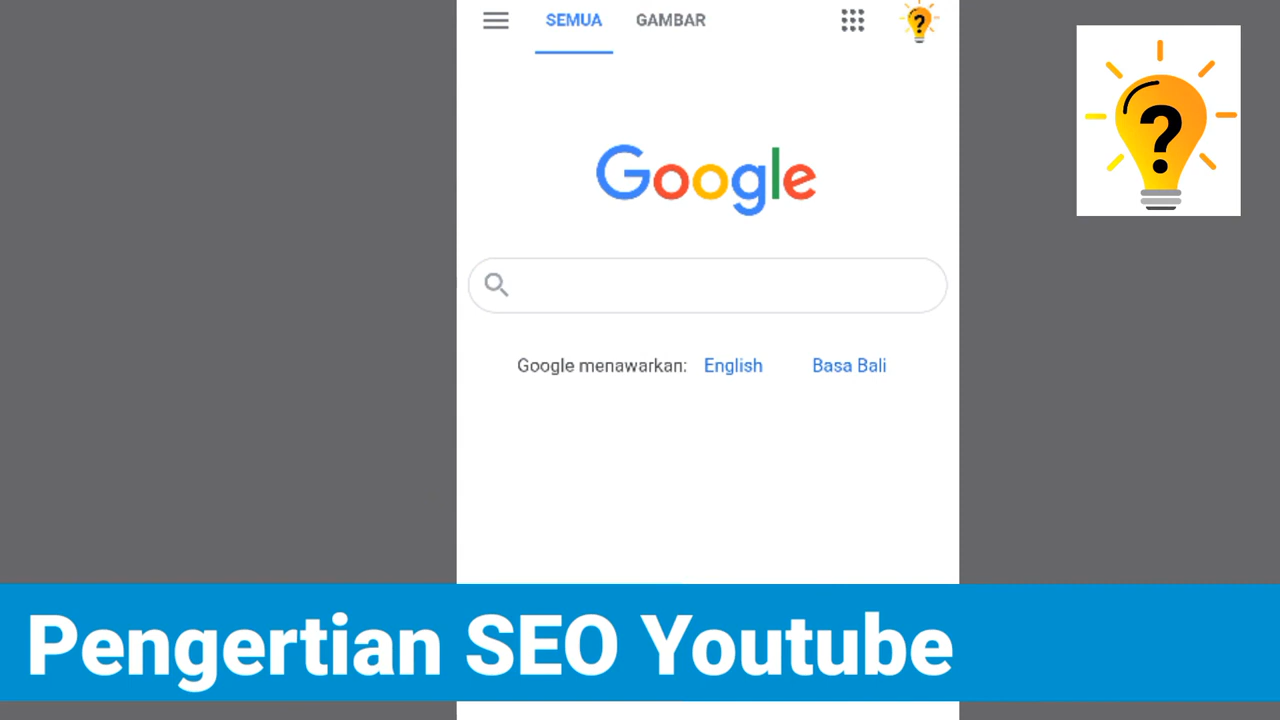 SEMUA GAMBAR
?
Google
Google menawarkan: English Basa Bali
Pengertian SEO Youtube
?